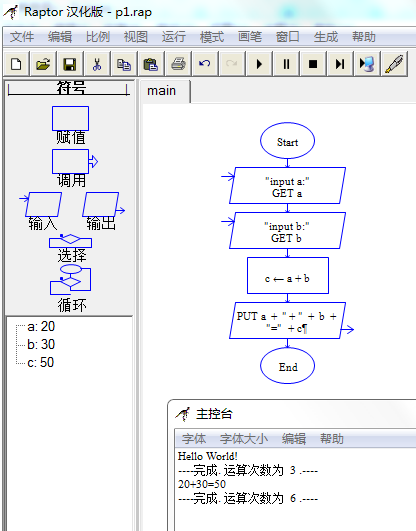 Raptor 汉化版 - p1.rap
文件 编辑 比例 视图 运行 模式 画笔 窗口 生成 帮助
符号
赋值
调用
输入 输出
选择
循环
a: 20
b: 30
c: 50
main
Start
"input a:"
GET a
"input b:"
GET b
c ← a + b
PUT a + " + " + b +
"=" + c¶
End
主控台
字体 字体大小 编辑 帮助
Hello World!
----完成. 运算次数为 3 .----
20+30=50
----完成. 运算次数为 6 .----